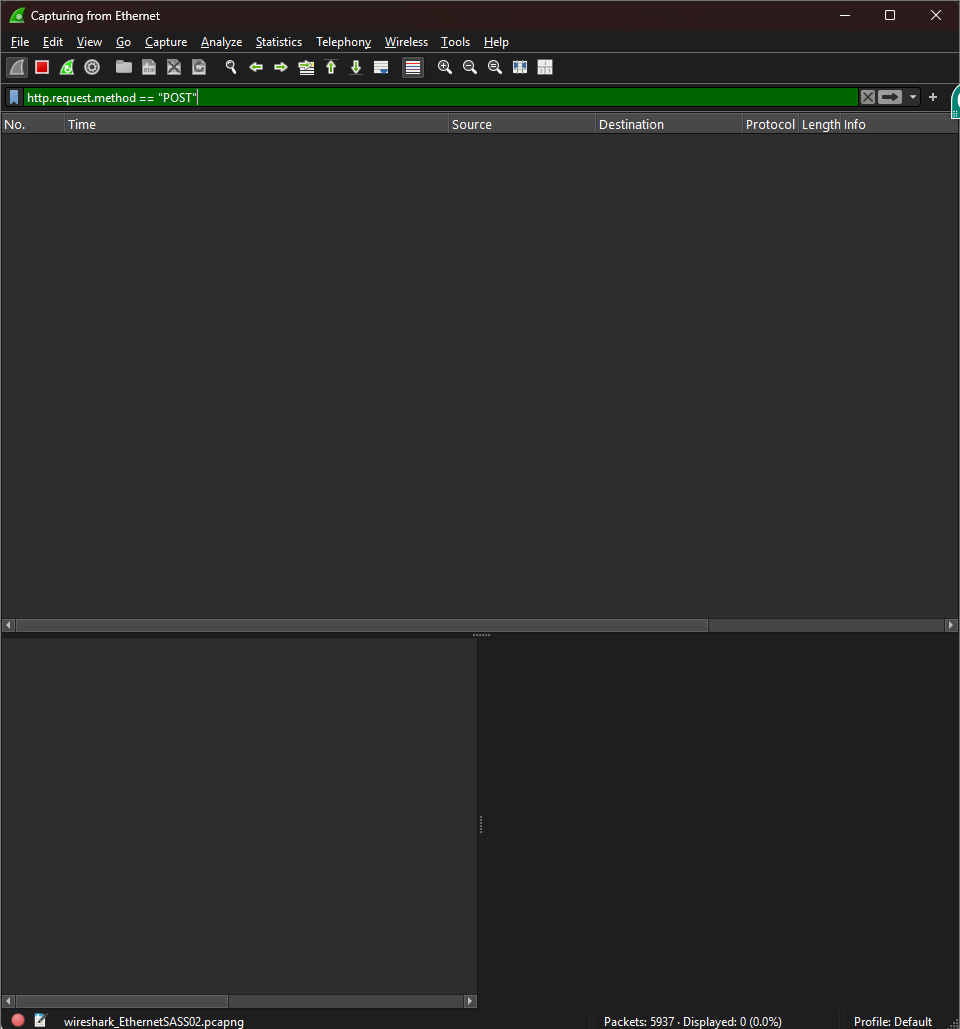 Capturing from Ethernet
File Edit View Go Capture Analyze Statistics Telephony Wireless Tools Help
http.request.method == "POST"
No. Time Source Destination Protocol Length Info
wireshark_EthernetSASS02.pcapng Packets: 5937 · Displayed: 0 (0.0%) Profile: Default